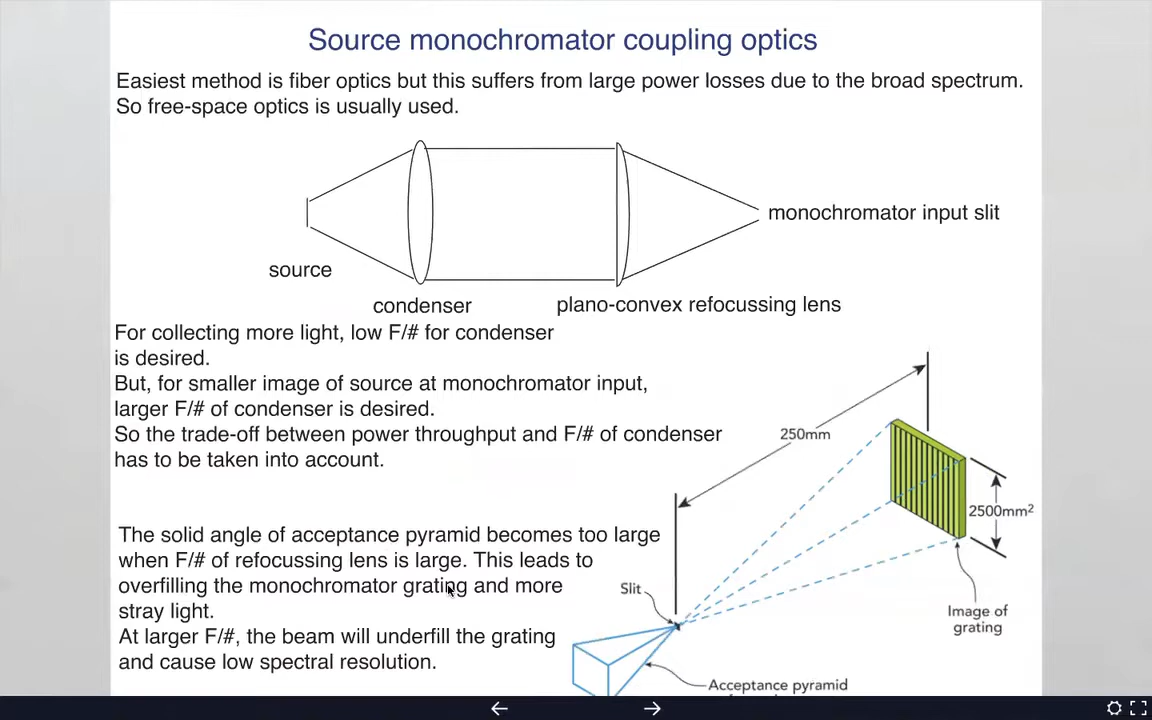 Source monochromator coupling optics
Easiest method is fiber optics but this suffers from large power losses due to the broad spectrum.
So free-space optics is usually used.
monochromator input slit
source
condenser
plano-convex refocussing lens
For collecting more light, low F/# for condenser
is desired.
But, for smaller image of source at monochromator input,
larger F/# of condenser is desired.
So the trade-off between power throughput and F/# of condenser
has to be taken into account.
250mm
2500mm²
The solid angle of acceptance pyramid becomes too large
when F/# of refocussing lens is large. This leads to
overfilling the monochromator grating and more
stray light.
At larger F/#, the beam will underfill the grating
and cause low spectral resolution.
Slit
Image of
grating
Acceptance pyramid